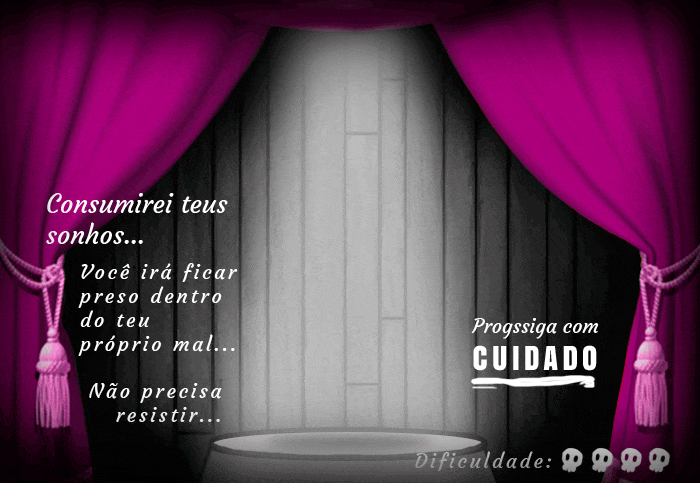 Consumirei teus
sonhos...
Você irá ficar
preso dentro
do teu
próprio mal...
Não precisa
resistir...
Progssiga com
CUIDADO
Dificuldade: